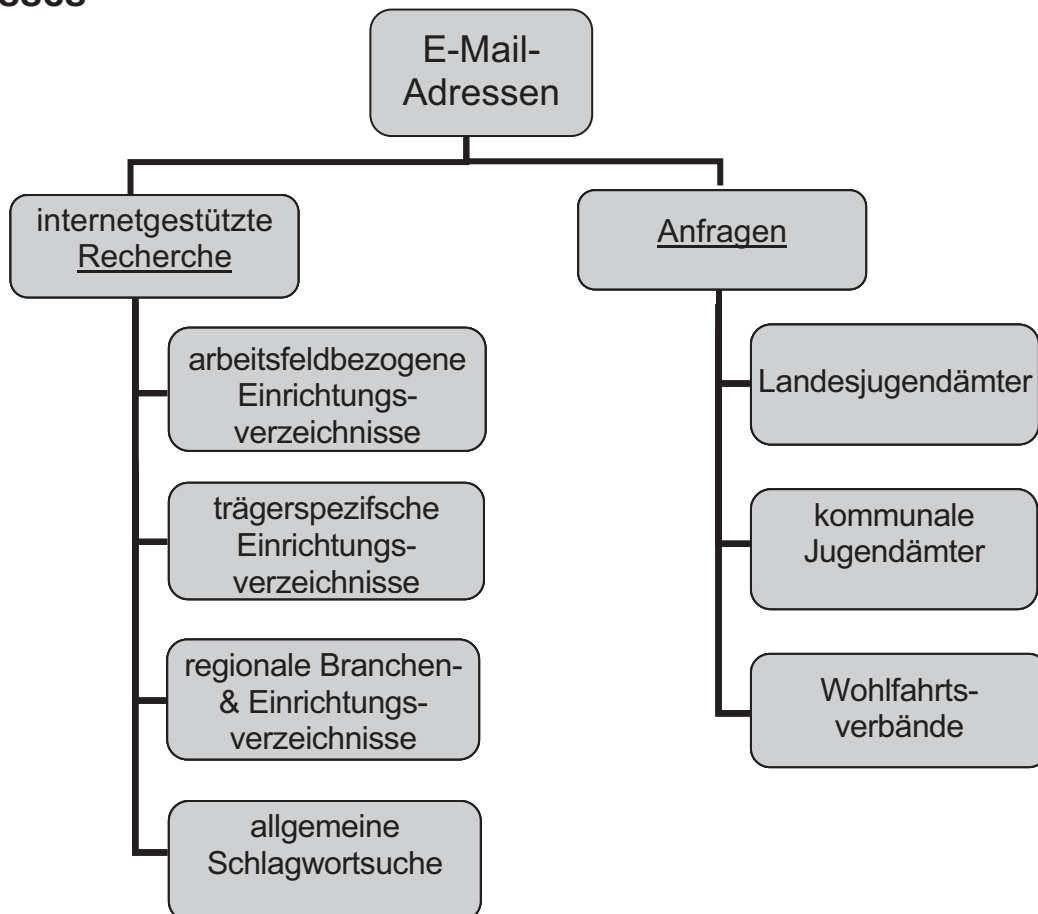 E-Mail-
Adressen
internetgestützte
Recherche
arbeitsfeldbezogene
Einrichtungs-
verzeichnisse
trägerspezifsche
Einrichtungs-
verzeichnisse
regionale Branchen-
& Einrichtungs-
verzeichnisse
allgemeine
Schlagwortsuche
Anfragen
Landesjugendämter
kommunale
Jugendämter
Wohlfahrts-
verbände